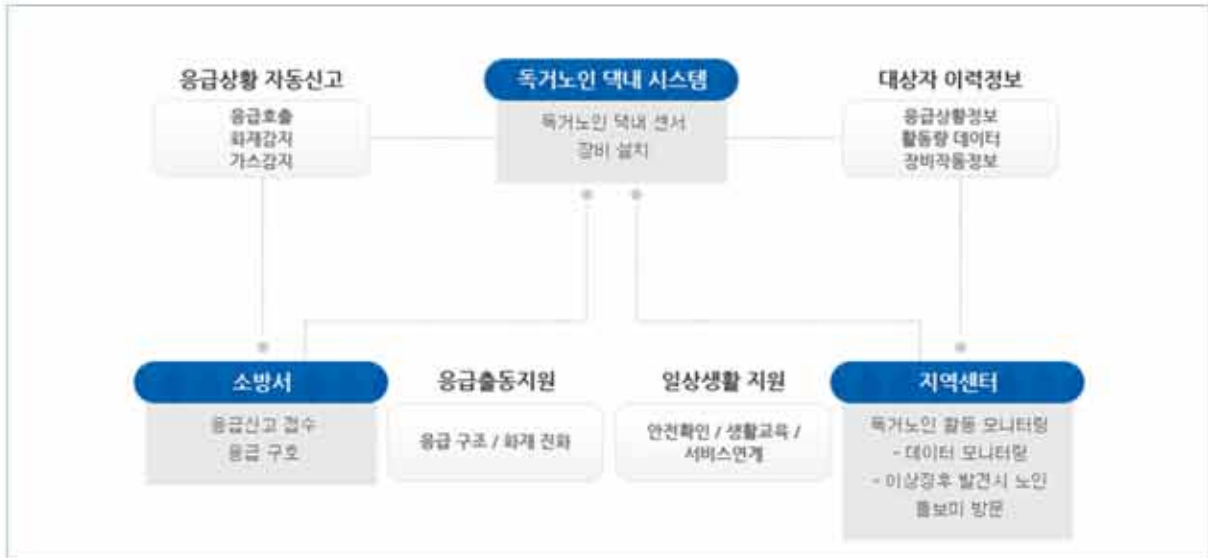 응급상황 자동신고
응급호출
화재감지
가스감지
독거노인 댁내 시스템
독거노인 댁내 센서
장비 설치
대상자 이력정보
응급상황정보
활동량 데이터
장비작동정보
소방서
응급신고 접수
응급 구호
응급출동지원
응급 구조 / 화재 진화
일상생활 지원
안전확인 / 생활교육 /
서비스연계
지역센터
독거노인 활동 모니터링
- 데이터 모니터링
- 이상징후 발견시 노인
돌보미 방문